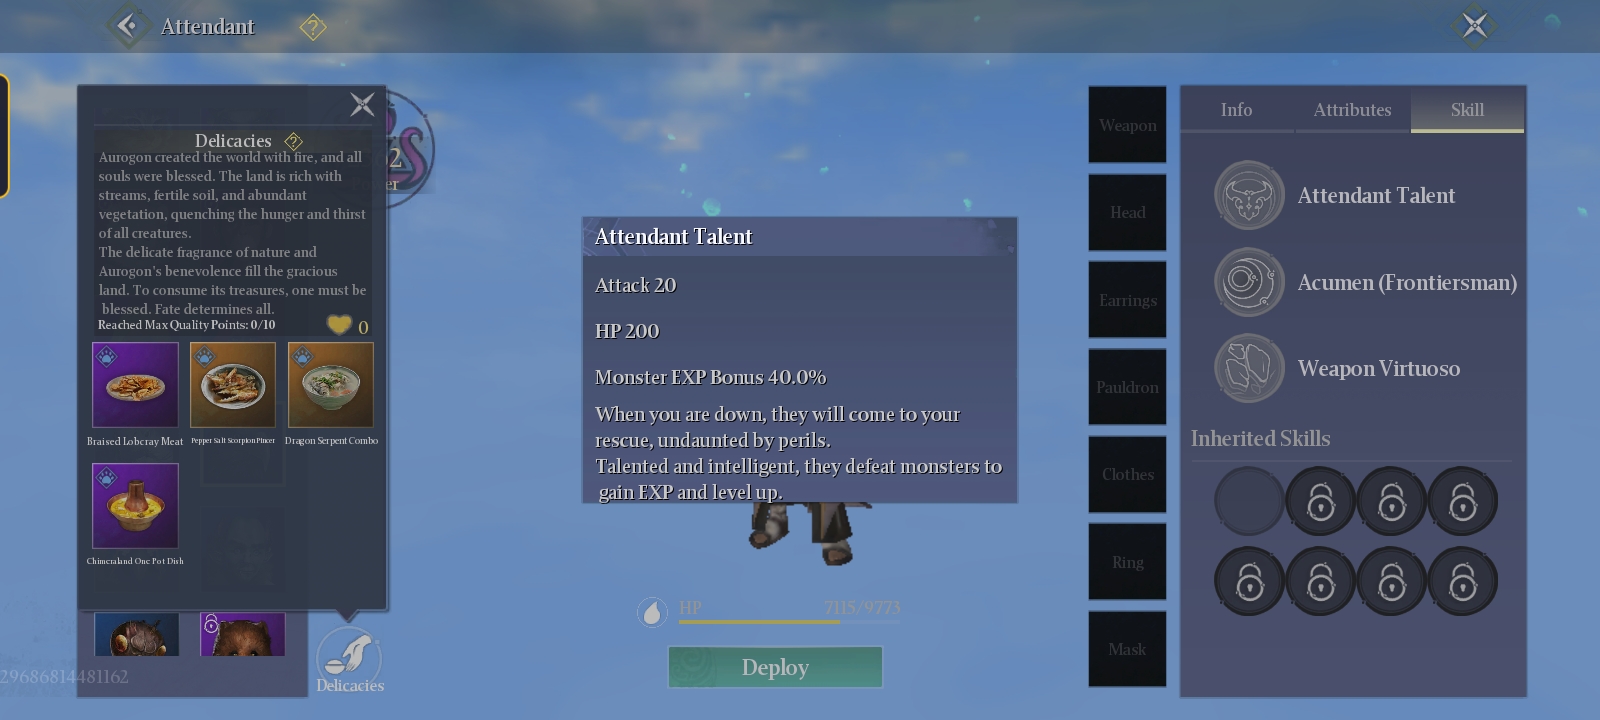 Attendant
Delicacies
Aurogon created the world with fire, and all
souls were blessed. The land is rich with
streams, fertile soil, and abundant
vegetation, quenching the hunger and thirst
of all creatures.
The delicate fragrance of nature and
Aurogon's benevolence fill the gracious
land. To consume its treasures, one must be
blessed. Fate determines all.
Reached Max Quality Points: 0/10
0
Braised Lobcray Meat
Pepper Salt Scorpion Pincer
Dragon Serpent Combo
Chimeraland One Pot Dish
29686814481162
Delicacies
Attendant Talent
Attack 20
HP 200
Monster EXP Bonus 40.0%
When you are down, they will come to your
rescue, undaunted by perils.
Talented and intelligent, they defeat monsters to
gain EXP and level up.
HP 7115/9773
Deploy
Weapon
Head
Earrings
Pauldron
Clothes
Ring
Mask
Info Attributes Skill
Attendant Talent
Acumen (Frontiersman)
Weapon Virtuoso
Inherited Skills